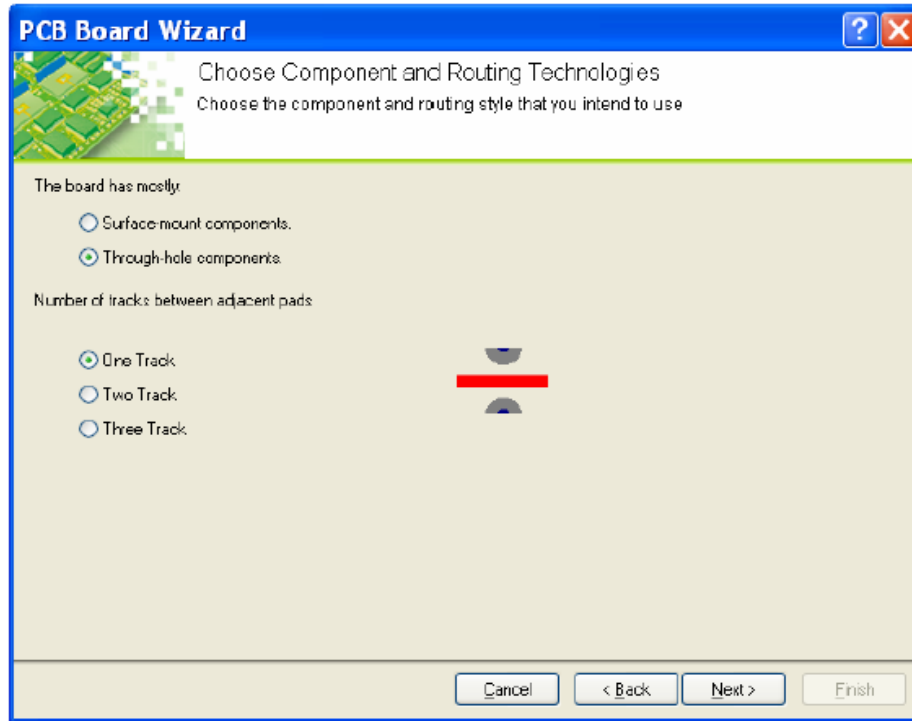 PCB Board Wizard
Choose Component and Routing Technologies
Choose the component and routing style that you intend to use
The board has mostly:
Surface-mount components.
Through-hole components.
Number of tracks between adjacent pads
One Track
Two Track
Three Track
Cancel < Back Next > Finish